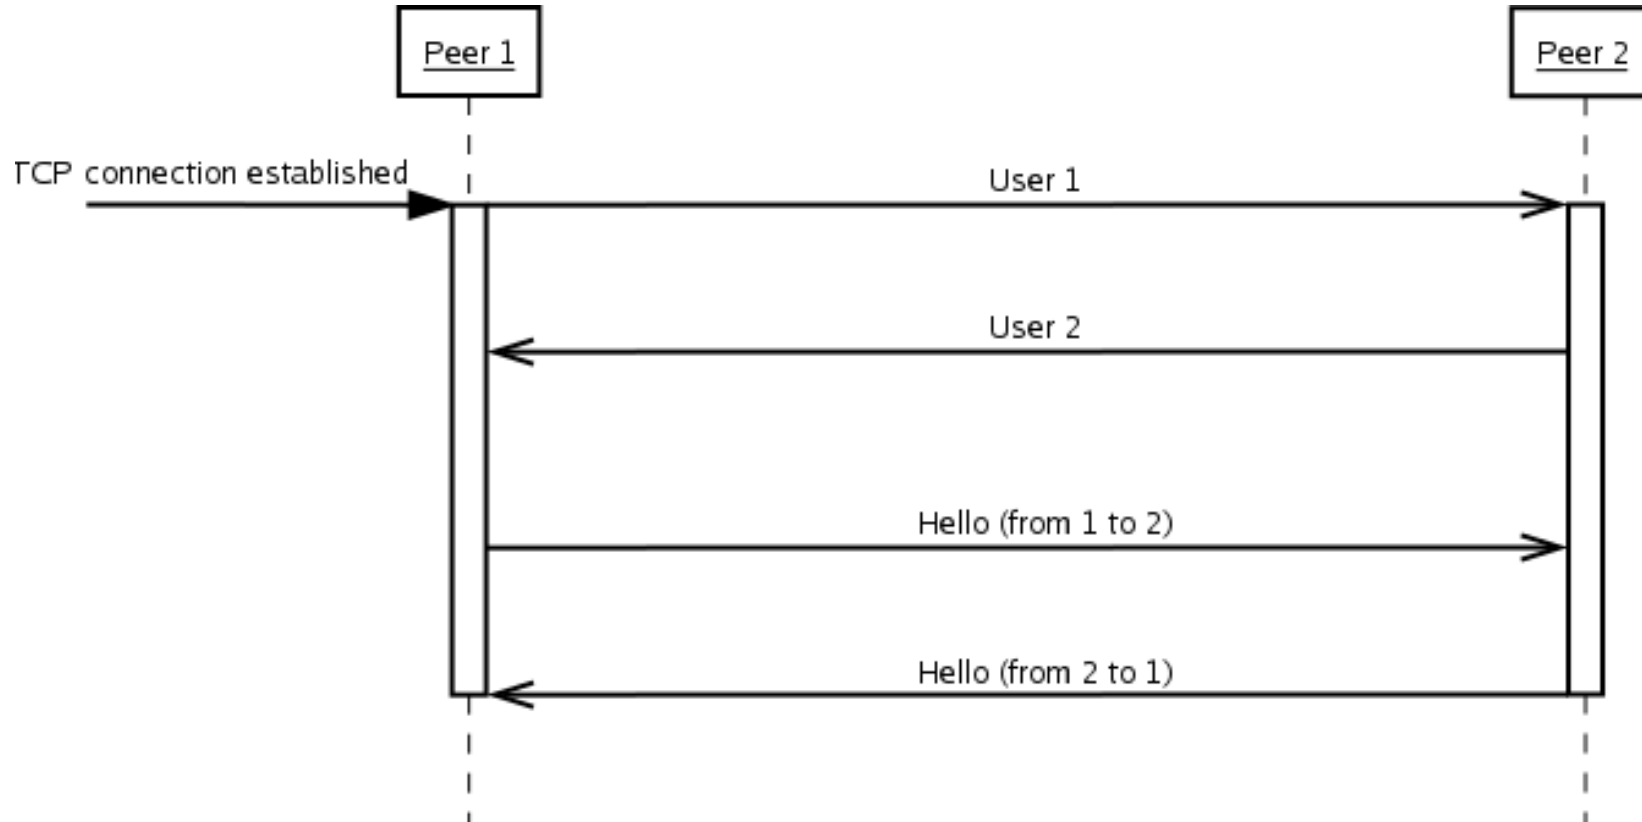 Peer 1
Peer 2
TCP connection established
User 1
User 2
Hello (from 1 to 2)
Hello (from 2 to 1)